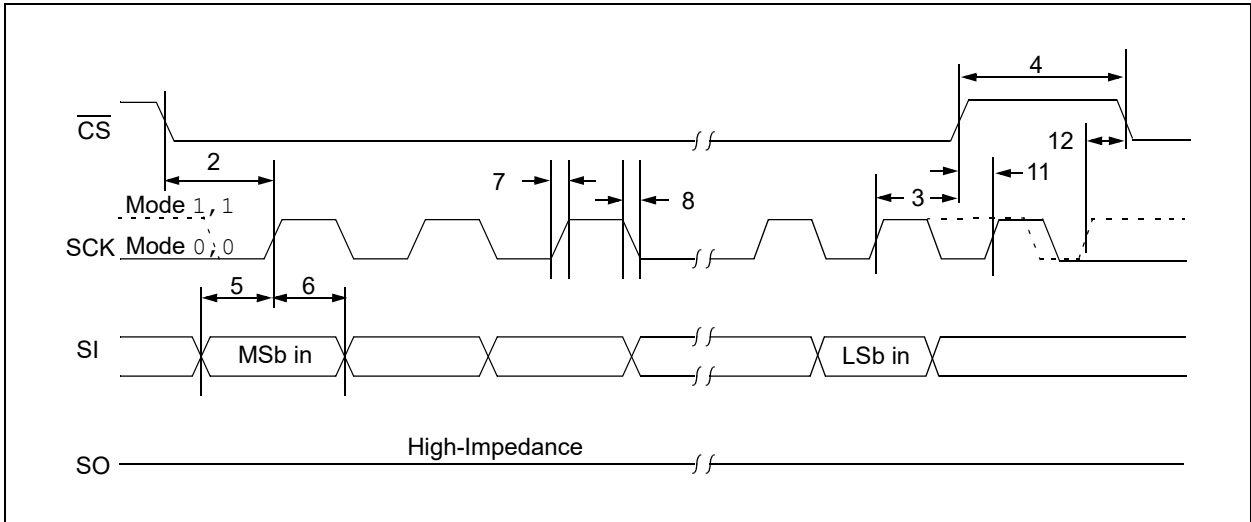 4
CS
12
2
7
8
3
11
Mode 1,1
SCK Mode 0,0
5
6
SI
MSb in
LSb in
High-Impedance
SO